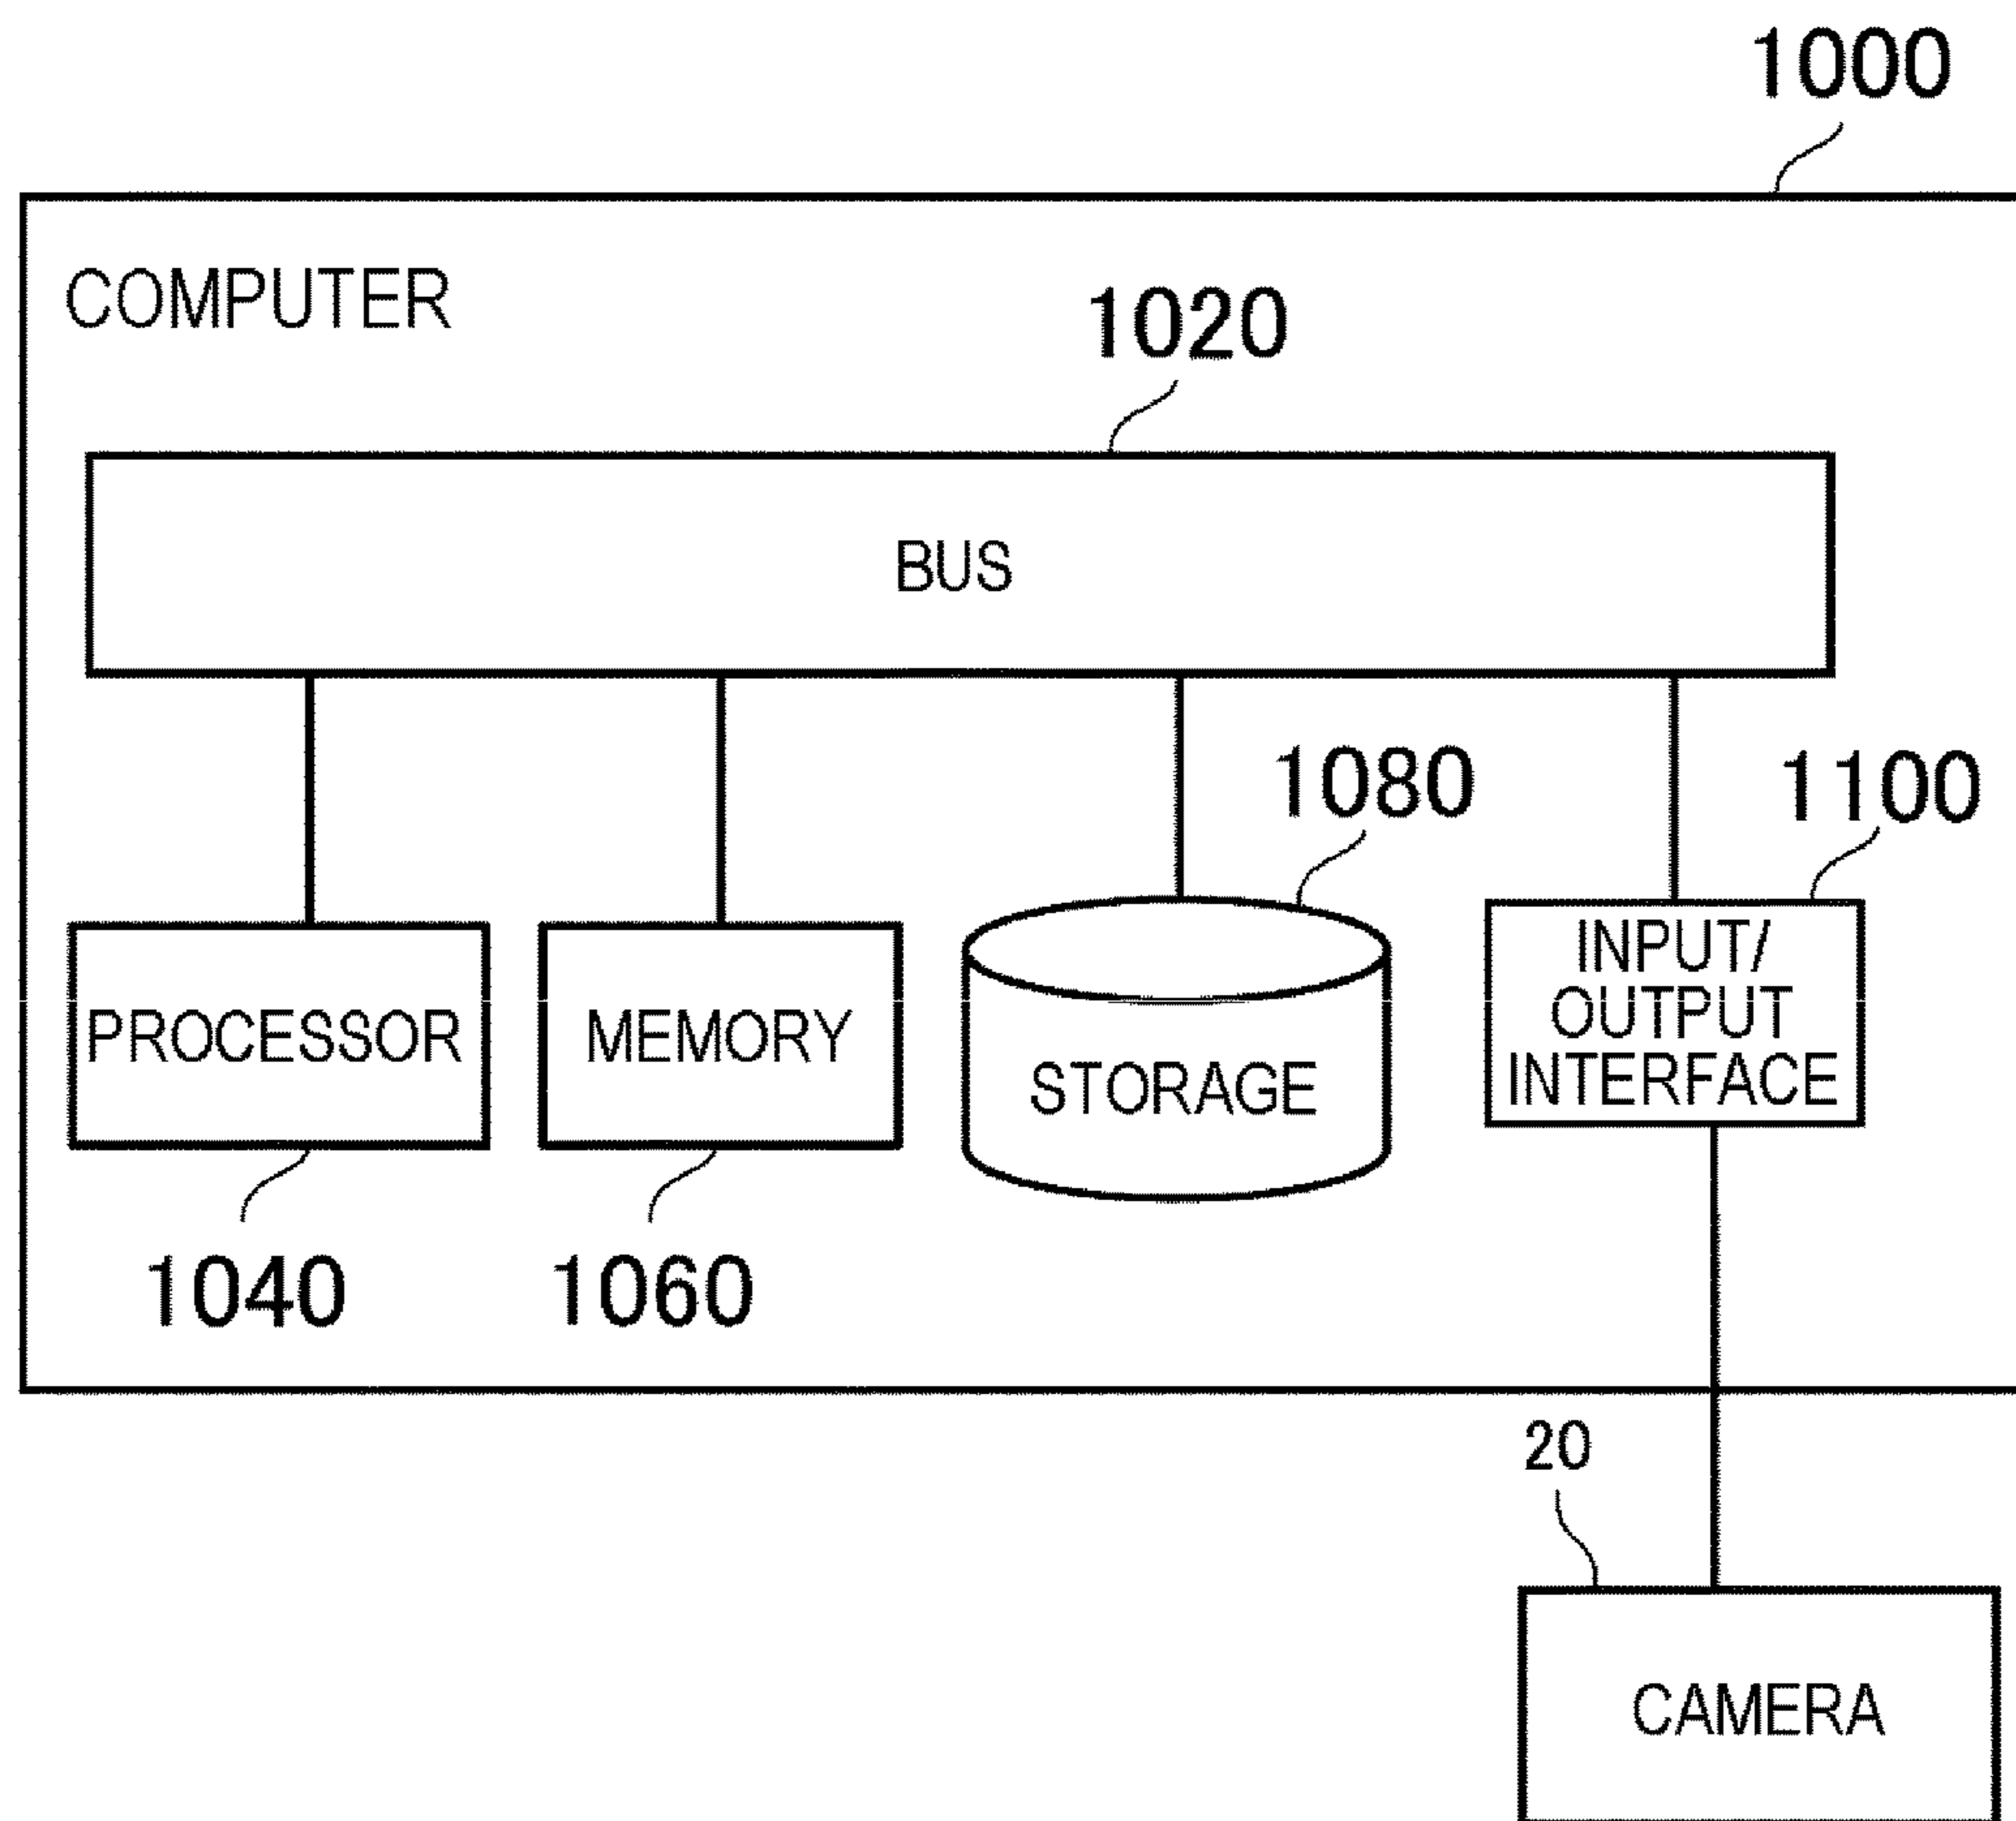 1000
COMPUTER
1020
BUS
1080
1100
PROCESSOR
MEMORY
STORAGE
INPUT/
OUTPUT
INTERFACE
1040
1060
20
CAMERA